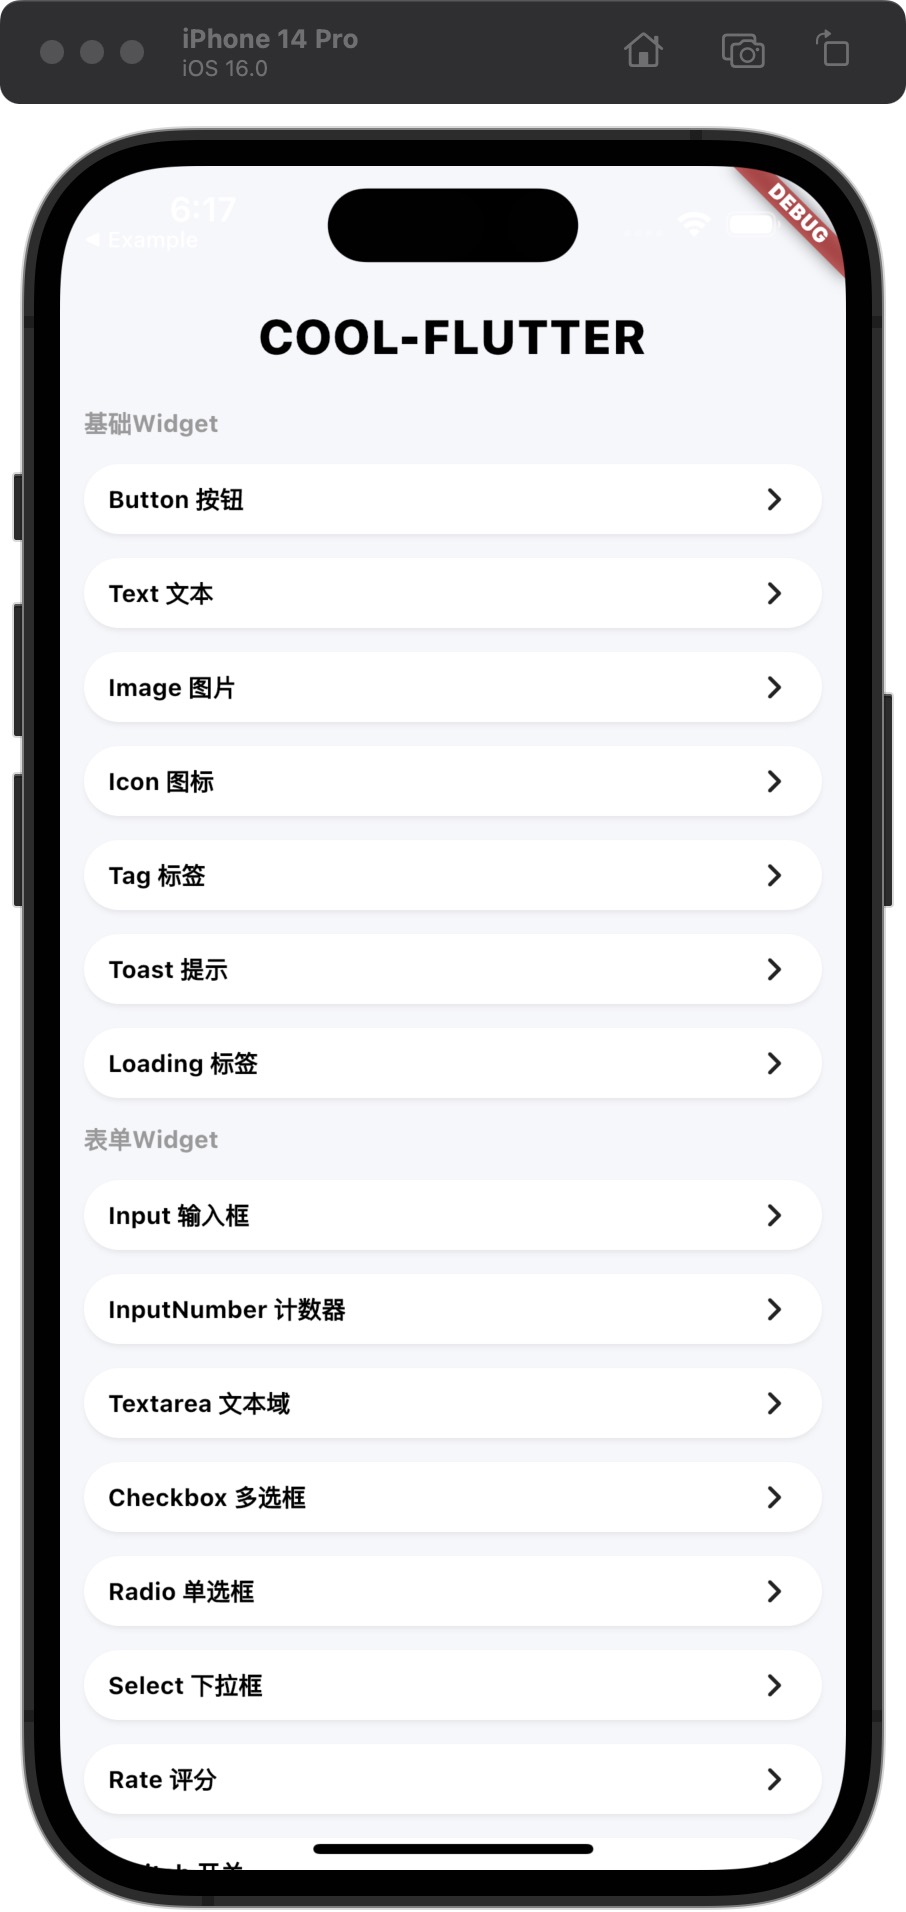 iPhone 14 Pro
iOS 16.0
6:17
◀ Example
DEBUG
COOL-FLUTTER
基础Widget
Button 按钮
Text 文本
Image 图片
Icon 图标
Tag 标签
Toast 提示
Loading 标签
表单Widget
Input 输入框
InputNumber 计数器
Textarea 文本域
Checkbox 多选框
Radio 单选框
Select 下拉框
Rate 评分